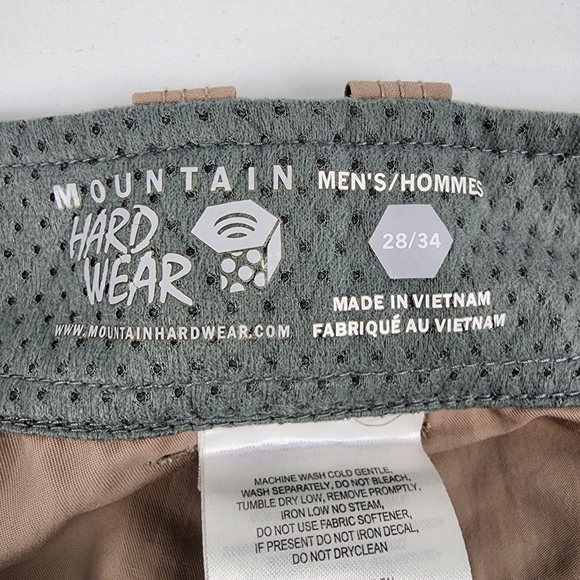 MOUNTAIN
HARD
WEAR
WWW.MOUNTAINHARDWEAR.COM
MEN'S/HOMMES
28/34
MADE IN VIETNAM
FABRIQUÉ AU VIETNAM
MACHINE WASH COLD GENTLE,
WASH SEPARATELY, DO NOT BLEACH,
TUMBLE DRY LOW, REMOVE PROMPTLY,
IRON LOW NO STEAM,
DO NOT USE FABRIC SOFTENER,
IF PRESENT DO NOT IRON DECAL,
DO NOT DRYCLEAN